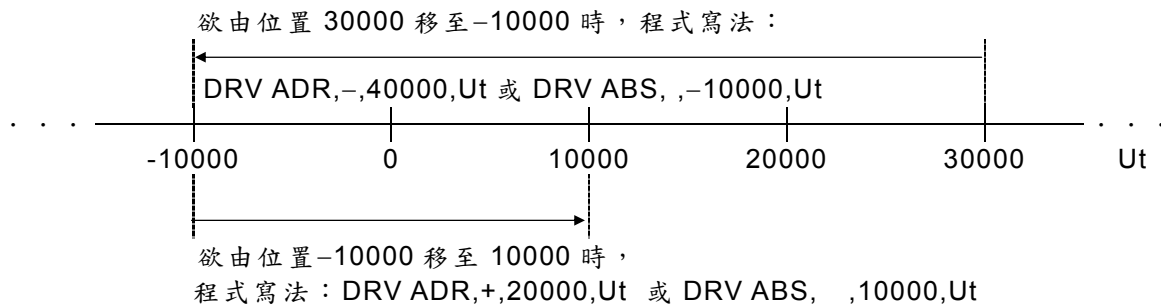 欲由位置 30000 移至–10000 時，程式寫法：
DRV ADR,–,40000,Ut 或 DRV ABS, ,–10000,Ut
. . . . . .
-10000 0 10000 20000 30000 Ut
欲由位置–10000 移至 10000 時，
程式寫法：DRV ADR,+,20000,Ut 或 DRV ABS, ,10000,Ut